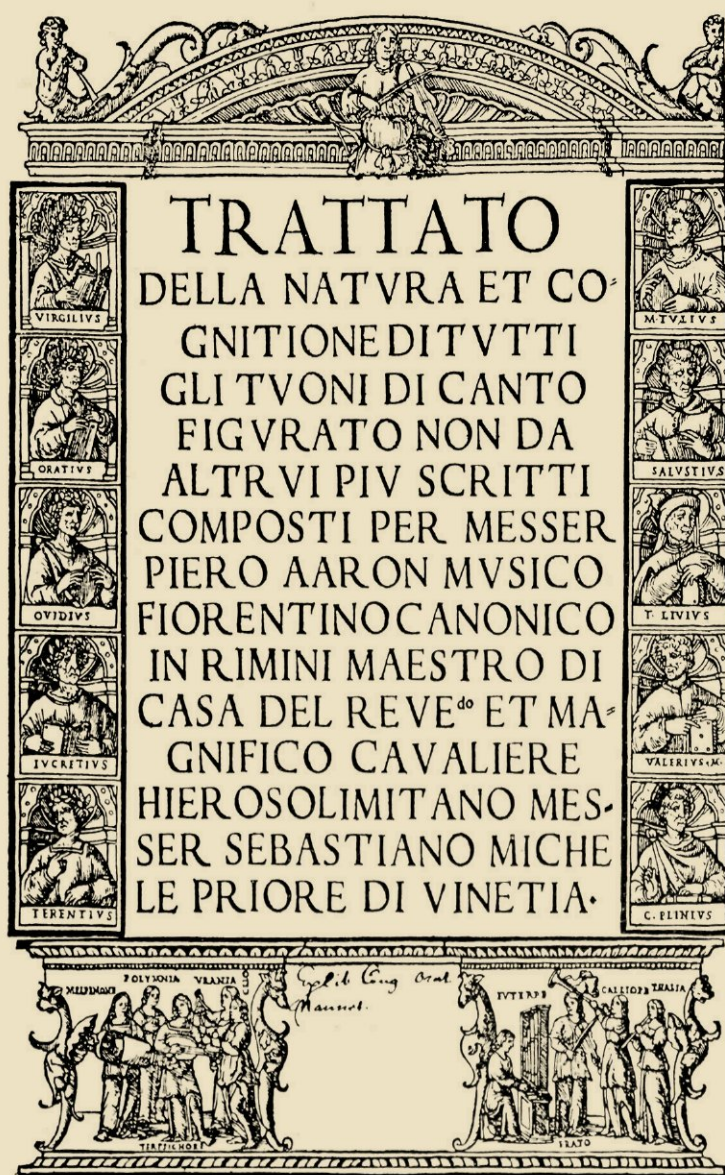 TRATTATO
DELLA NATVRA ET CO⸗
GNITIONE DI TVTTI
GLI TVONI DI CANTO
FIGVRATO NON DA
ALTRVI PIV SCRITTI
COMPOSTI PER MESSER
PIERO AARON MVSICO
FIORENTINO CANONICO
IN RIMINI MAESTRO DI
CASA DEL REVEdo ET MA⸗
GNIFICO CAVALIERE
HIEROSOLIMITANO MES-
SER SEBASTIANO MICHE
LE PRIORE DI VINETIA.
VIRGILIVS
ORATIVS
OVIDIVS
LVCRETIVS
TERENTIVS
M. TVLIVS
SALVSTIVS
T. LIVIVS
VALERIVS. M.
C. PLINIVS
POLYMNIA VRANIA CLIO
TERPSICHORE
EVTERPE CALLIOPE THALIA
ERATO